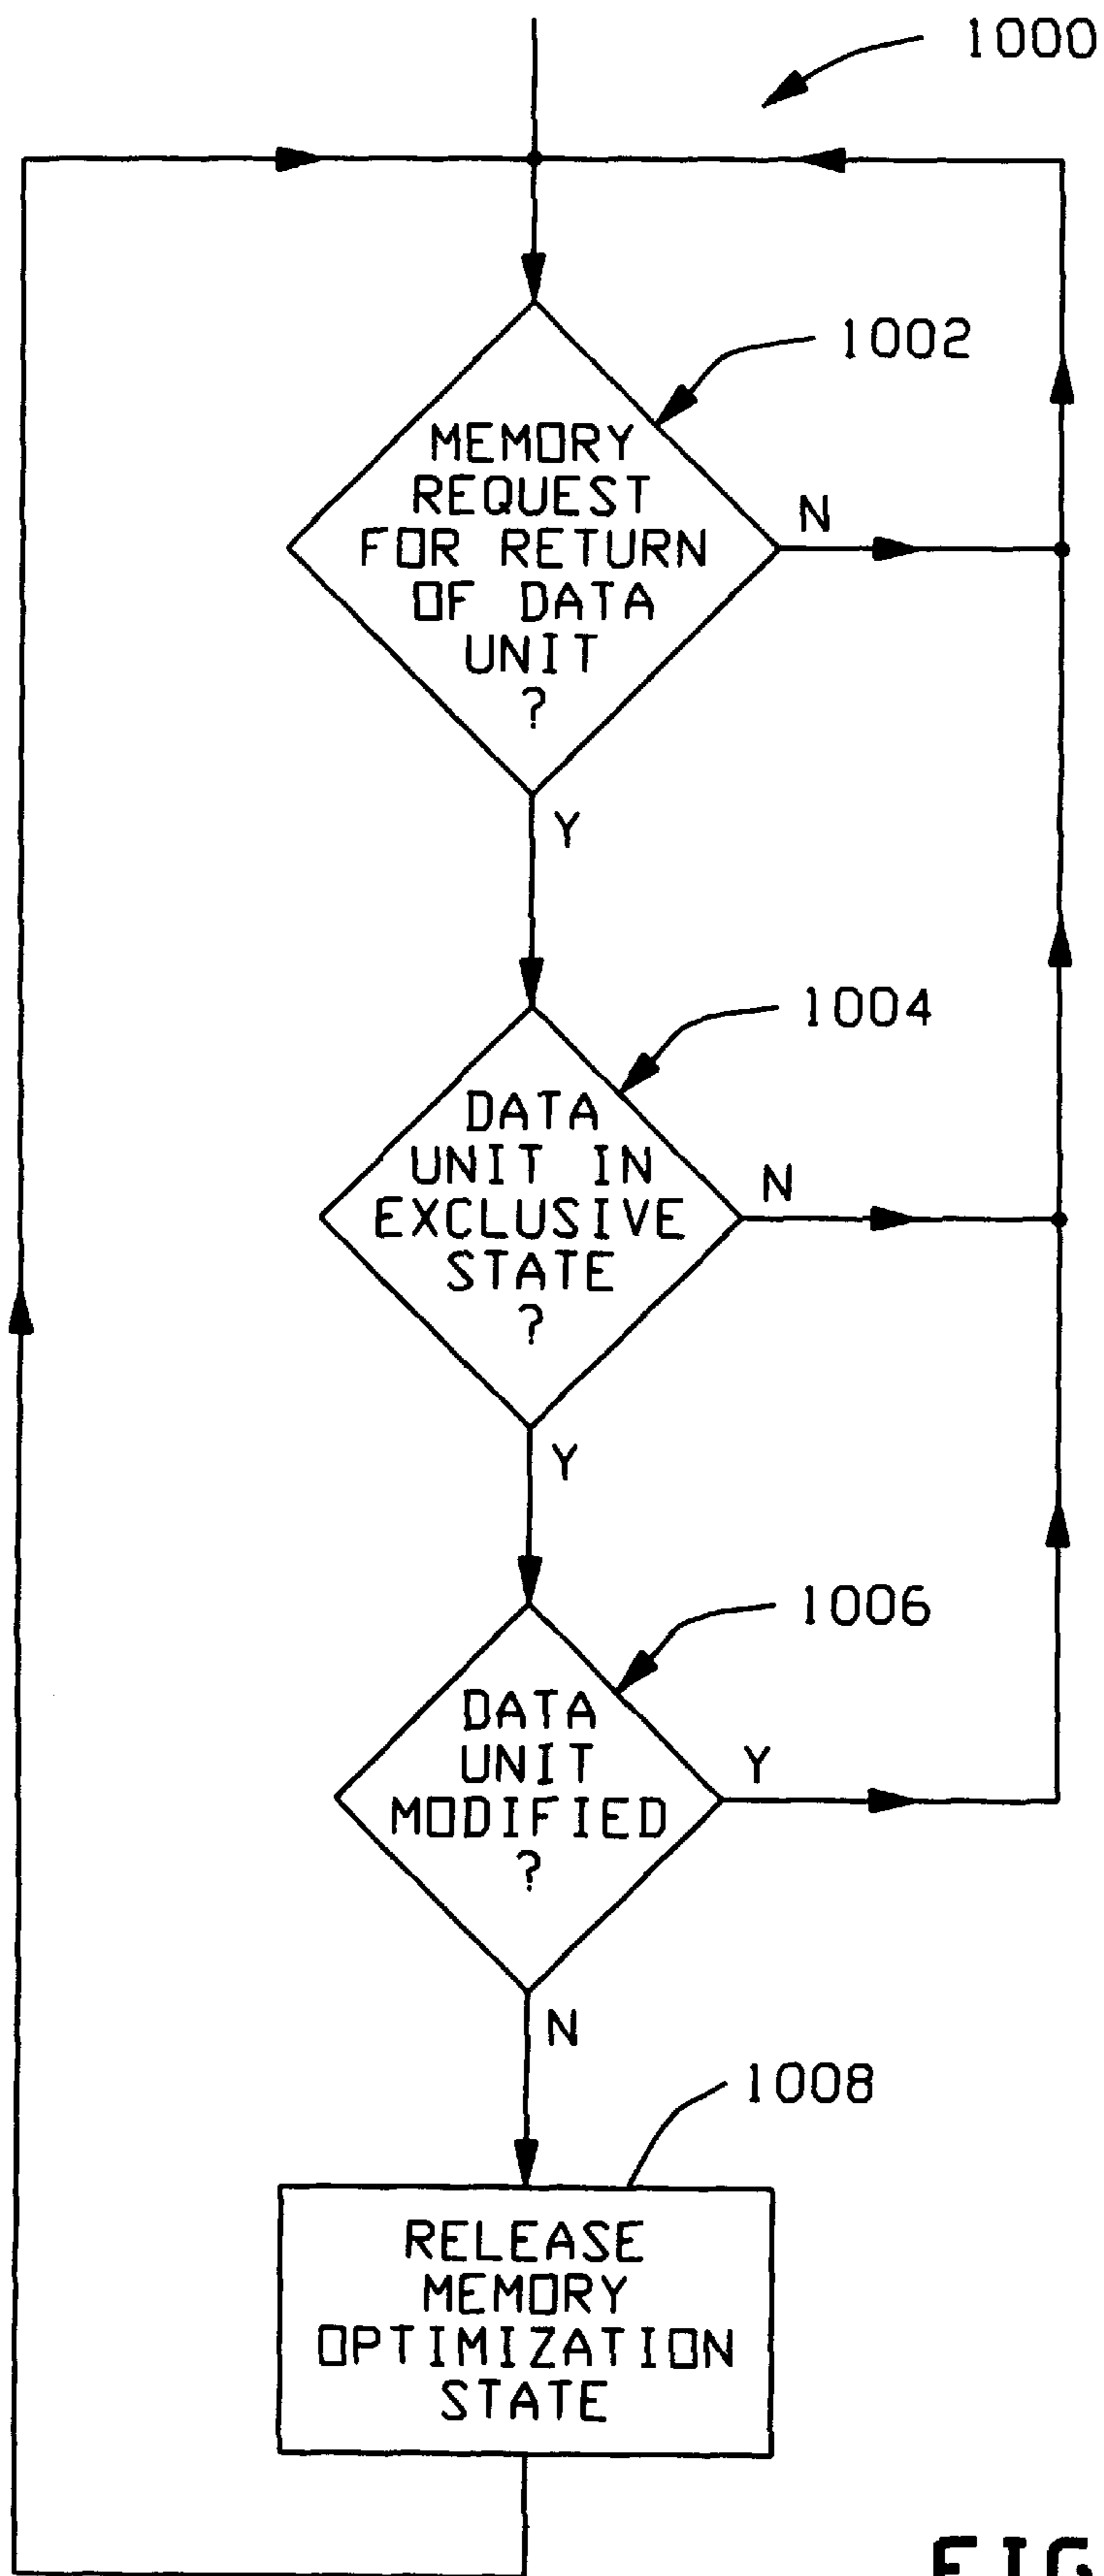 1000
1002
MEMORY
REQUEST
FOR RETURN
OF DATA
UNIT
?
N
Y
1004
DATA
UNIT IN
EXCLUSIVE
STATE
?
N
Y
1006
DATA
UNIT
MODIFIED
?
Y
N
1008
RELEASE
MEMORY
OPTIMIZATION
STATE